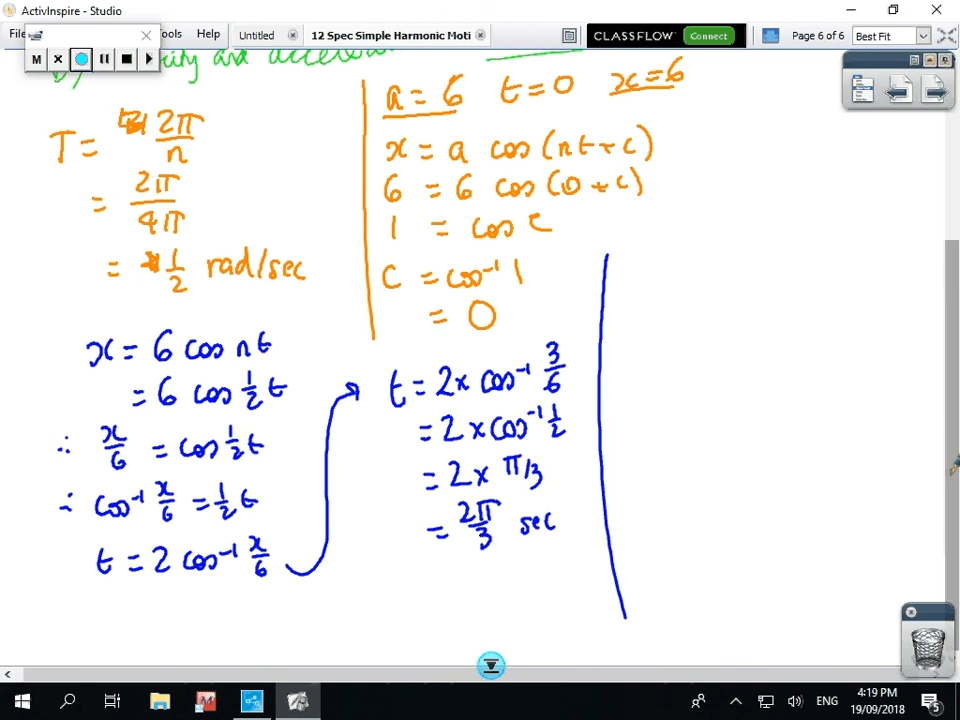 ActivInspire - Studio
Tools Help Untitled 12 Spec Simple Harmonic Moti CLASSFLOW Connect Page 6 of 6 Best Fit
M
b) and
T = 2π/n
= 2π/4π
= 1/2 rad/sec
a = 6 t = 0 x = 6
x = a cos(nt + c)
6 = 6 cos(0 + c)
1 = cos c
c = cos⁻¹ 1
= 0
x = 6 cos nt
= 6 cos 1/2 t
∴ x/6 = cos 1/2 t
∴ cos⁻¹ x/6 = 1/2 t
t = 2 cos⁻¹ x/6
t = 2 × cos⁻¹ 3/6
= 2 × cos⁻¹ 1/2
= 2 × π/3
= 2π/3 sec
ENG
4:19 PM
19/09/2018
5